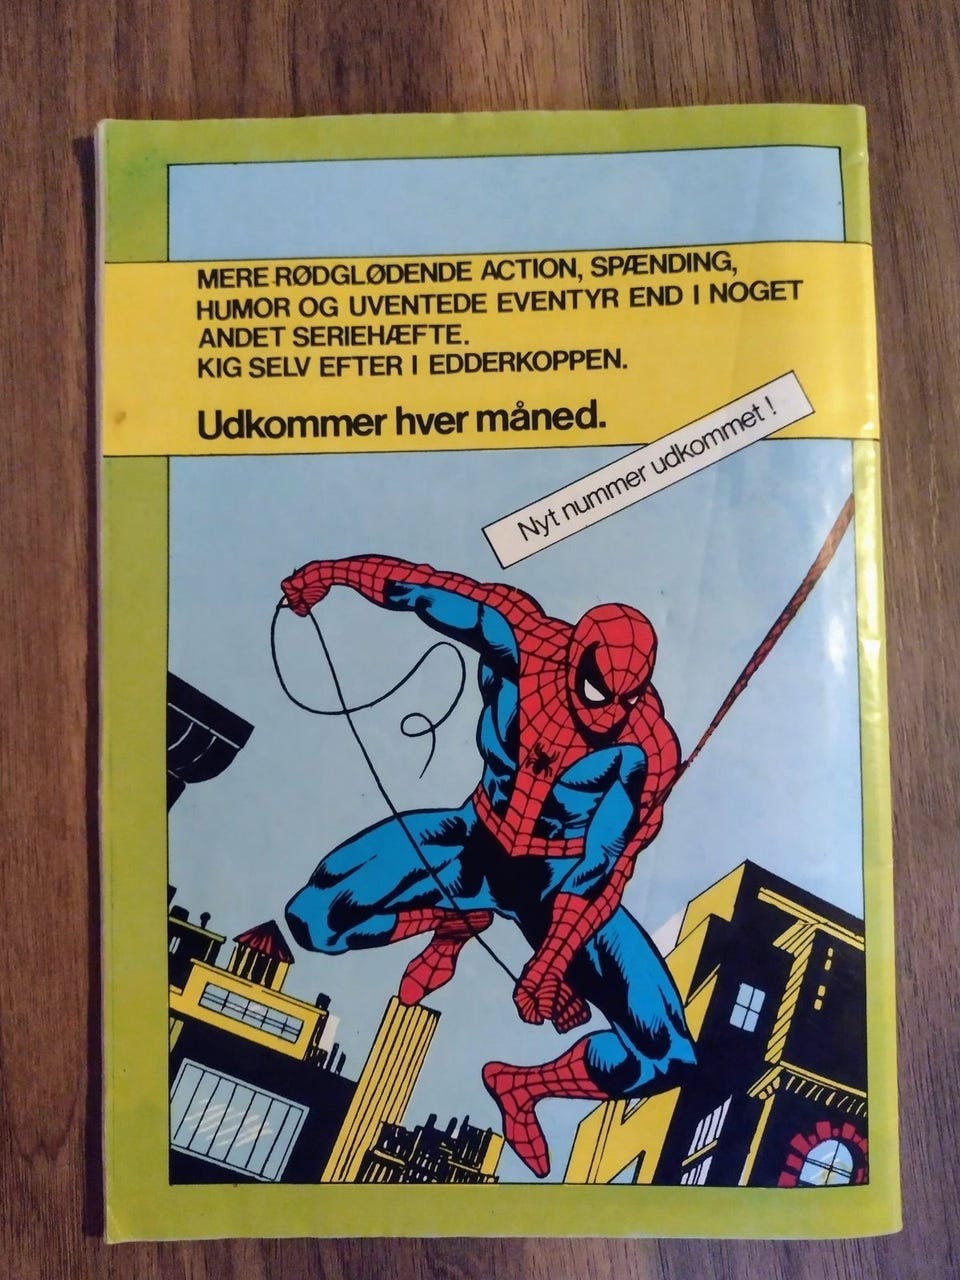 MERE RØDGLØDENDE ACTION, SPÆNDING,
HUMOR OG UVENTEDE EVENTYR END I NOGET
ANDET SERIEHÆFTE.
KIG SELV EFTER I EDDERKOPPEN.
Udkommer hver måned.
Nyt nummer udkommet !